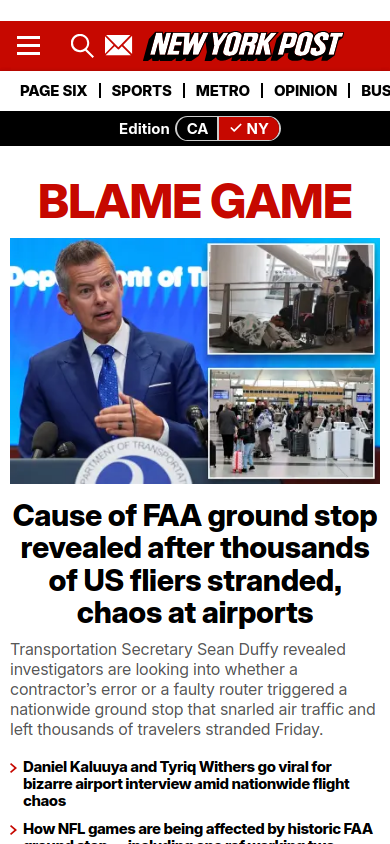 NEW YORK POST
PAGE SIX
SPORTS
METRO
OPINION
BUS
Edition
CA
NY
BLAME GAME
Cause of FAA ground stop
revealed after thousands
of US fliers stranded,
chaos at airports
Transportation Secretary Sean Duffy revealed
investigators are looking into whether a
contractor’s error or a faulty router triggered a
nationwide ground stop that snarled air traffic and
left thousands of travelers stranded Friday.
Daniel Kaluuya and Tyriq Withers go viral for
bizarre airport interview amid nationwide flight
chaos
How NFL games are being affected by historic FAA